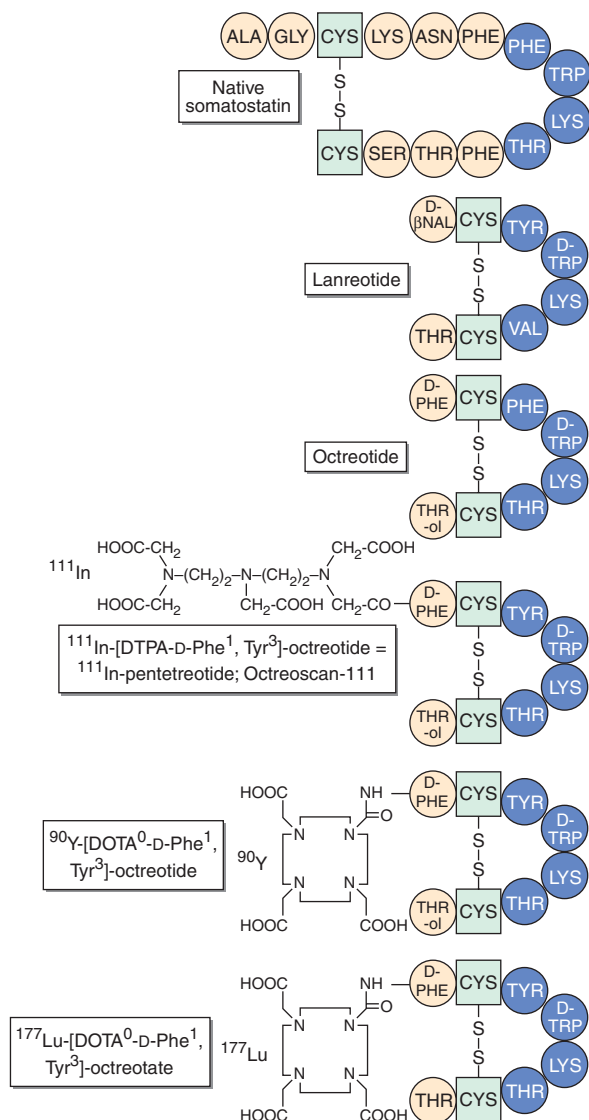 ALA GLY CYS LYS ASN PHE PHE
TRP
LYS
THR
Native
somatostatin
S
S
CYS SER THR PHE
D-
βNAL CYS TYR
D-
TRP
Lanreotide
S
S
LYS
THR CYS VAL
D-
PHE CYS PHE
D-
TRP
Octreotide
S
S
LYS
THR
-ol CYS THR
¹¹¹In
HOOC-CH₂
CH₂-COOH
N–(CH₂)₂–N–(CH₂)₂–N
HOOC-CH₂
CH₂-COOH
CH₂-CO
D-
PHE CYS TYR
D-
TRP
¹¹¹In-[DTPA-D-Phe¹, Tyr³]-octreotide =
¹¹¹In-pentetreotide; Octreoscan-111
S
S
LYS
THR
-ol CYS THR
HOOC
NH
O
D-
PHE CYS TYR
D-
TRP
⁹⁰Y-[DOTA⁰-D-Phe¹,
Tyr³]-octreotide
⁹⁰Y
N N
N N
S
S
LYS
HOOC
COOH
THR
-ol CYS THR
HOOC
NH
O
D-
PHE CYS TYR
D-
TRP
¹⁷⁷Lu-[DOTA⁰-D-Phe¹,
Tyr³]-octreotate
¹⁷⁷Lu
N N
N N
S
S
LYS
HOOC
COOH
THR CYS THR